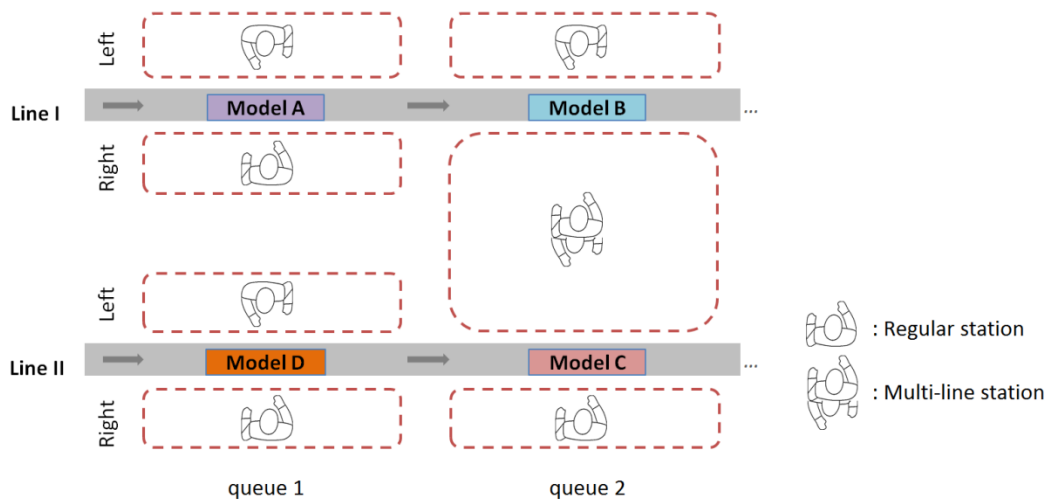 Left
Line I
Model A
Model B
...
Right
Left
Line II
Model D
Model C
...
Right
: Regular station
: Multi-line station
queue 1
queue 2